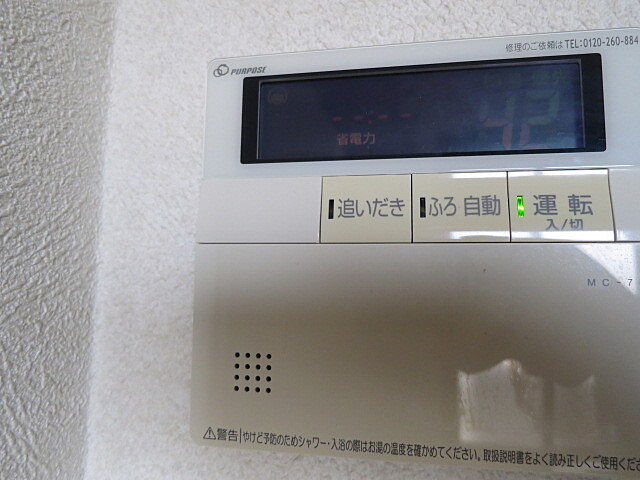 修理のご依頼は TEL:0120-260-884
PURPOSE
省電力
42
追いだき
ふろ 自動
運転
入/切
MC-7
警告 やけど予防のためシャワー・入浴の際はお湯の温度を確かめてください。取扱説明書をよく読み正しくご使用くださ